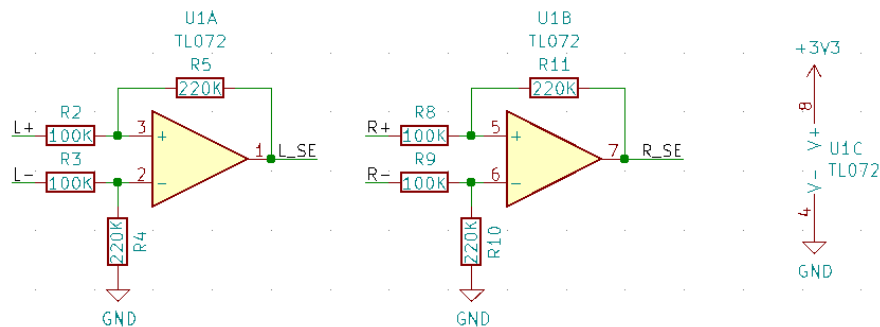 U1A
TL072
R5
220K
L+
R2
100K
3
+
1
L_SE
R3
L-
100K
2
-
220K
R4
GND
U1B
TL072
R11
220K
R+
R8
100K
5
+
7
R_SE
R9
R-
100K
6
-
220K
R10
GND
+3V3
8
V+
U1C
TL072
V-
4
GND